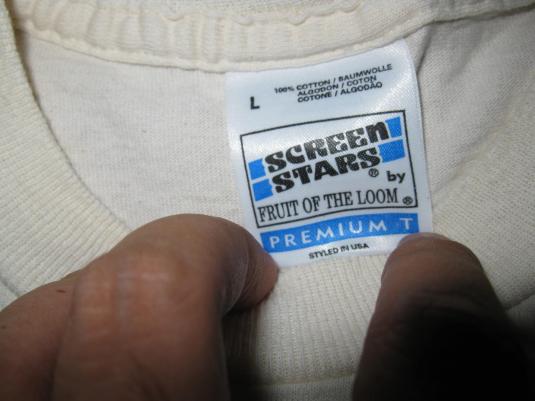 L
100% COTTON / BAUMWOLLE
ALGODON / COTON
COTONE / ALGODÃO
SCREEN
STARS® by
FRUIT OF THE LOOM®
PREMIUM T
STYLED IN USA